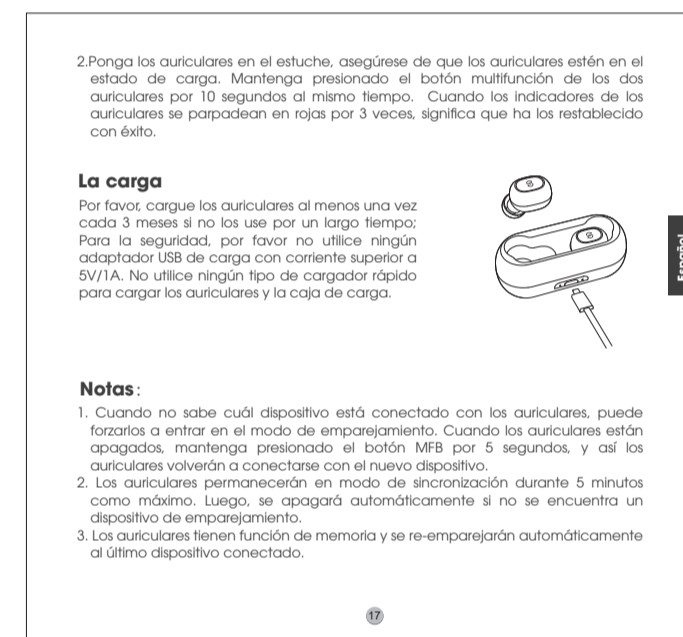 2.Ponga los auriculares en el estuche, asegúrese de que los auriculares estén en el
estado de carga. Mantenga presionado el botón multifunción de los dos
auriculares por 10 segundos al mismo tiempo. Cuando los indicadores de los
auriculares se parpadean en rojas por 3 veces, significa que ha los restablecido
con éxito.
La carga
Por favor, cargue los auriculares al menos una vez
cada 3 meses si no los use por un largo tiempo;
Para la seguridad, por favor no utilice ningún
adaptador USB de carga con corriente superior a
5V/1A. No utilice ningún tipo de cargador rápido
para cargar los auriculares y la caja de carga.
Español
Notas:
1. Cuando no sabe cuál dispositivo está conectado con los auriculares, puede
forzarlos a entrar en el modo de emparejamiento. Cuando los auriculares están
apagados, mantenga presionado el botón MFB por 5 segundos, y así los
auriculares volverán a conectarse con el nuevo dispositivo.
2. Los auriculares permanecerán en modo de sincronización durante 5 minutos
como máximo. Luego, se apagará automáticamente si no se encuentra un
dispositivo de emparejamiento.
3. Los auriculares tienen función de memoria y se re-emparejarán automáticamente
al último dispositivo conectado.
17